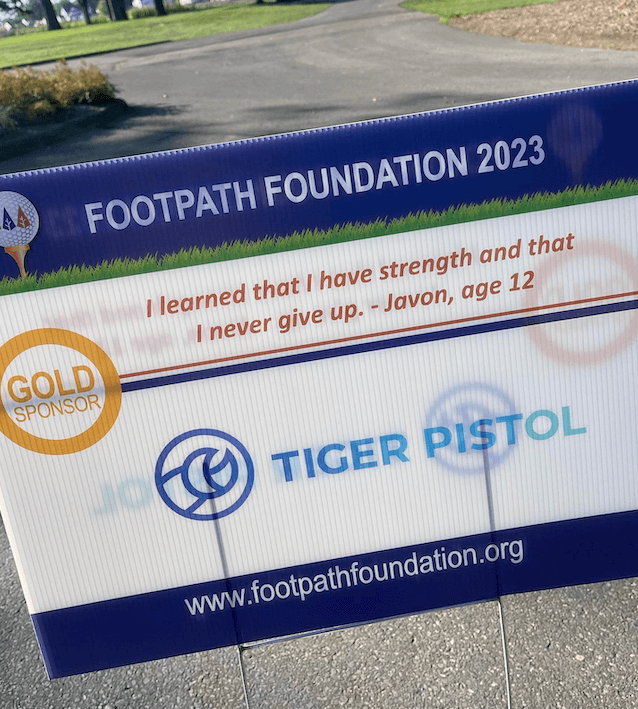 FOOTPATH FOUNDATION 2023
I learned that I have strength and that
I never give up. - Javon, age 12
GOLD
SPONSOR
TIGER PISTOL
www.footpathfoundation.org